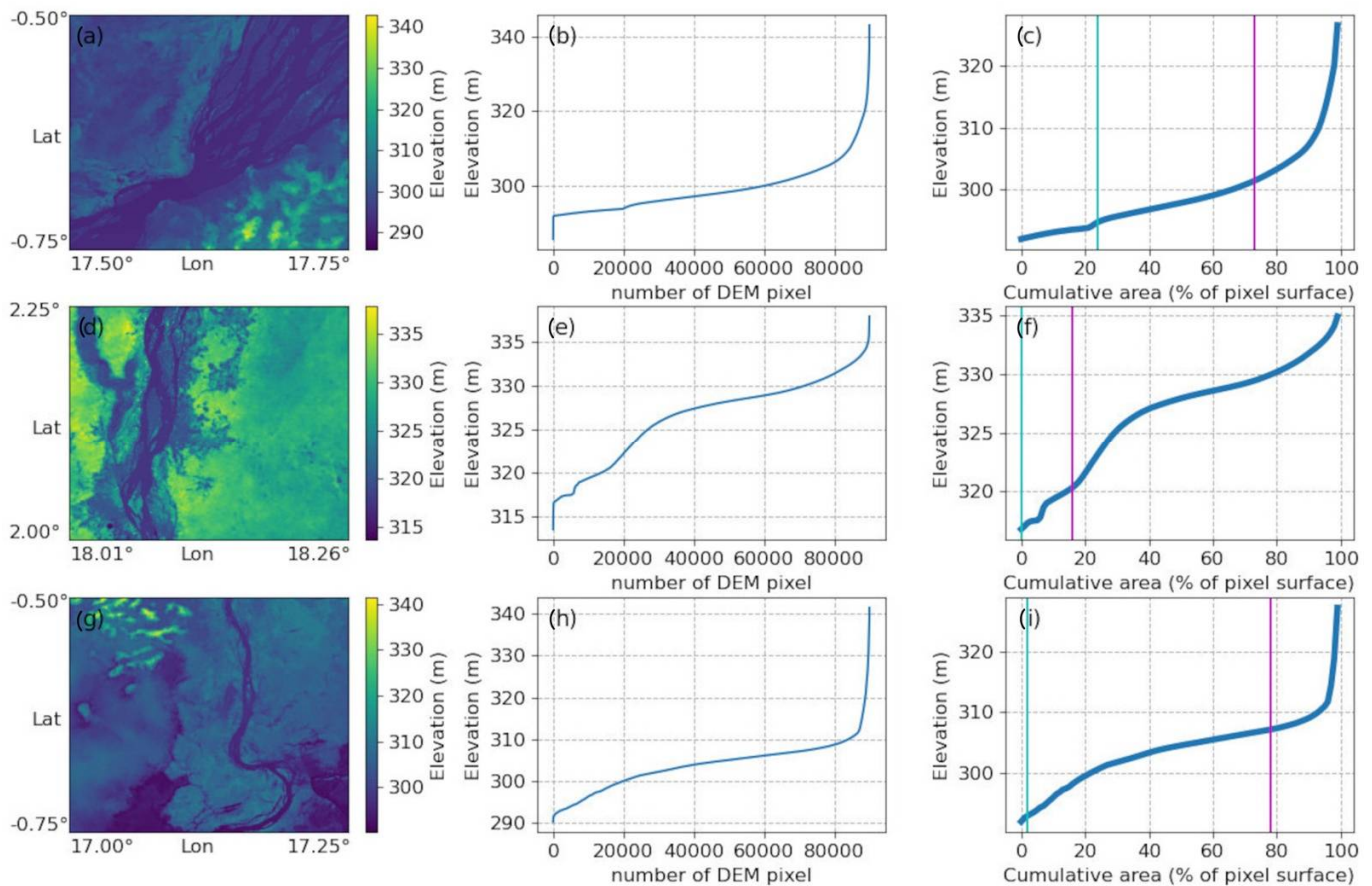 -0.50°
(a)
Lat
-0.75°
17.50° Lon 17.75°
340
330
320
310
300
290
Elevation (m)
(b)
340
320
300
Elevation (m)
0 20000 40000 60000 80000
number of DEM pixel
(c)
320
310
300
Elevation (m)
0 20 40 60 80 100
Cumulative area (% of pixel surface)
2.25°
(d)
Lat
2.00°
18.01° Lon 18.26°
335
330
325
320
315
Elevation (m)
(e)
335
330
325
320
315
Elevation (m)
0 20000 40000 60000 80000
number of DEM pixel
(f)
335
330
325
320
Elevation (m)
0 20 40 60 80 100
Cumulative area (% of pixel surface)
-0.50°
(g)
Lat
-0.75°
17.00° Lon 17.25°
340
330
320
310
300
Elevation (m)
(h)
340
330
320
310
300
290
Elevation (m)
0 20000 40000 60000 80000
number of DEM pixel
(i)
320
310
300
Elevation (m)
0 20 40 60 80 100
Cumulative area (% of pixel surface)